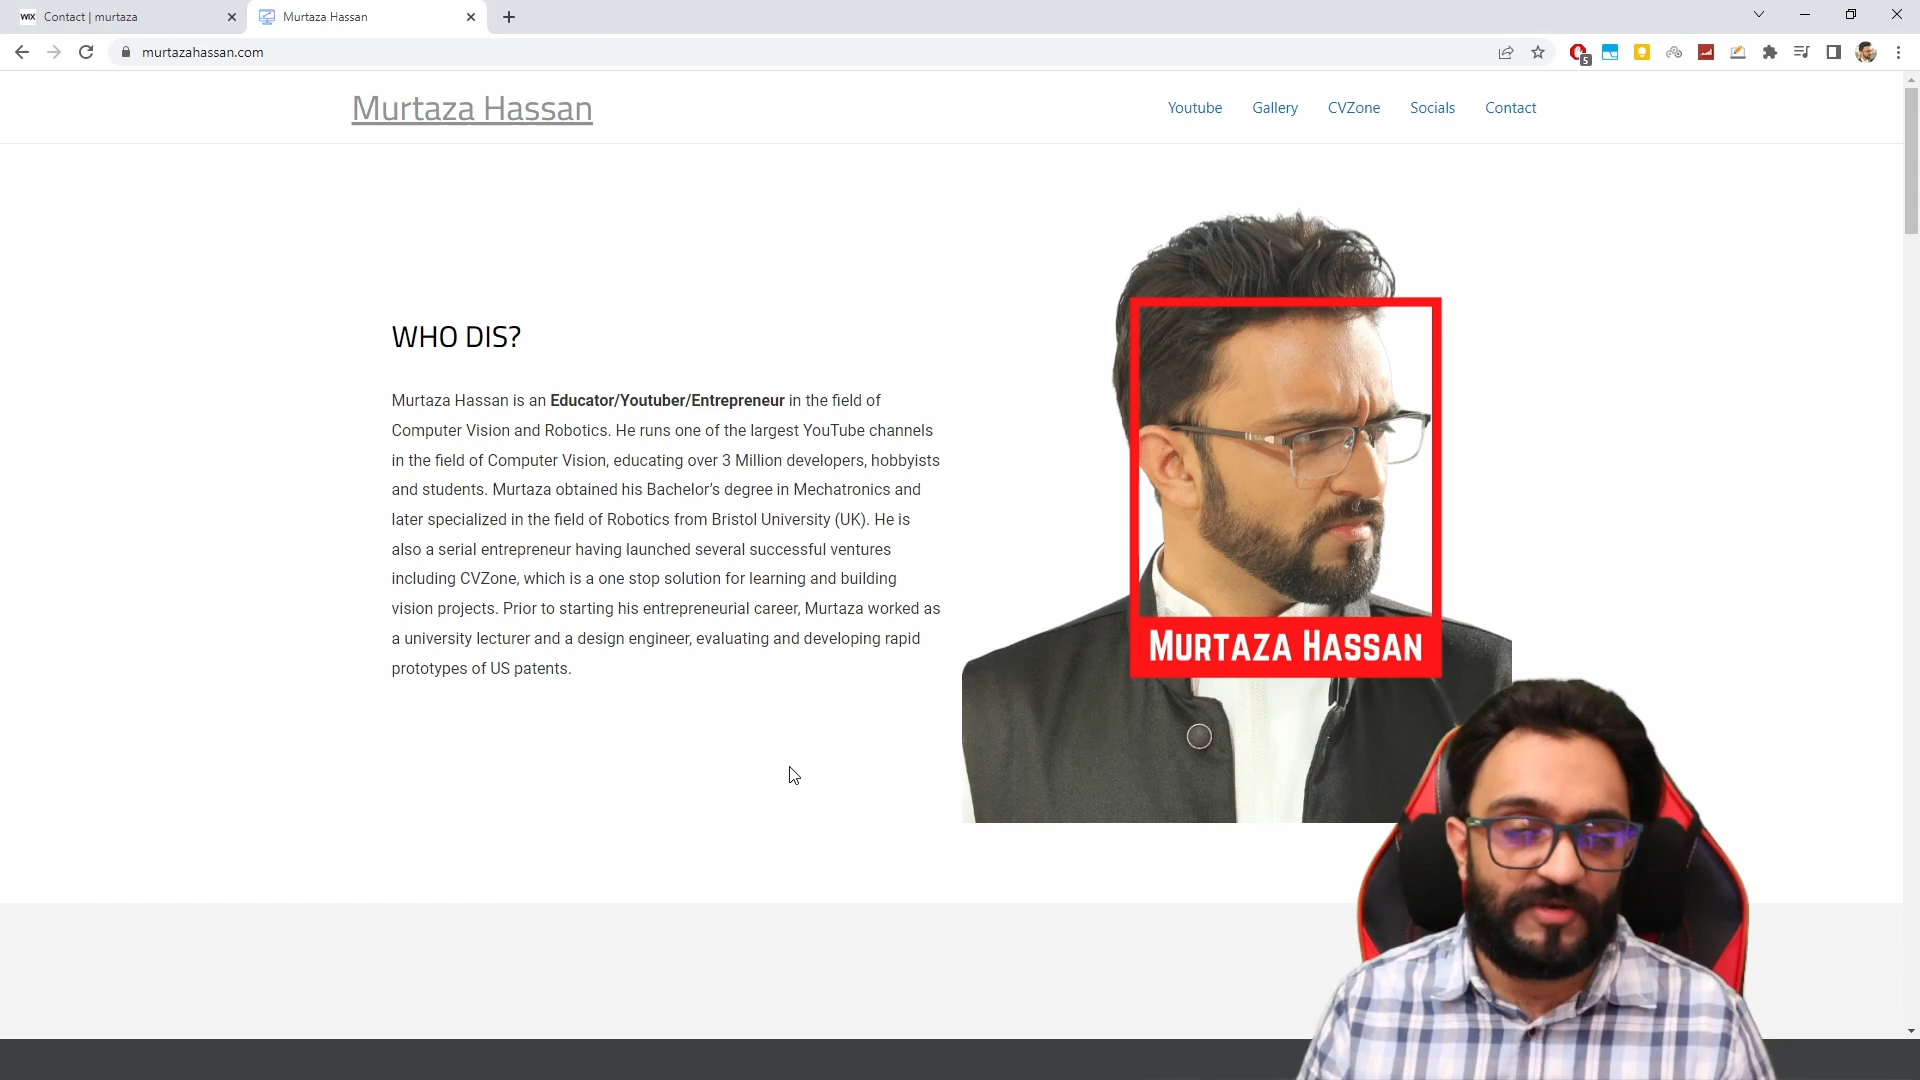 WIX Contact | murtaza
Murtaza Hassan
murtazahassan.com
5
Murtaza Hassan
Youtube Gallery CVZone Socials Contact
WHO DIS?
Murtaza Hassan is an Educator/Youtuber/Entrepreneur in the field of
Computer Vision and Robotics. He runs one of the largest YouTube channels
in the field of Computer Vision, educating over 3 Million developers, hobbyists
and students. Murtaza obtained his Bachelor’s degree in Mechatronics and
later specialized in the field of Robotics from Bristol University (UK). He is
also a serial entrepreneur having launched several successful ventures
including CVZone, which is a one stop solution for learning and building
vision projects. Prior to starting his entrepreneurial career, Murtaza worked as
a university lecturer and a design engineer, evaluating and developing rapid
prototypes of US patents.
MURTAZA HASSAN